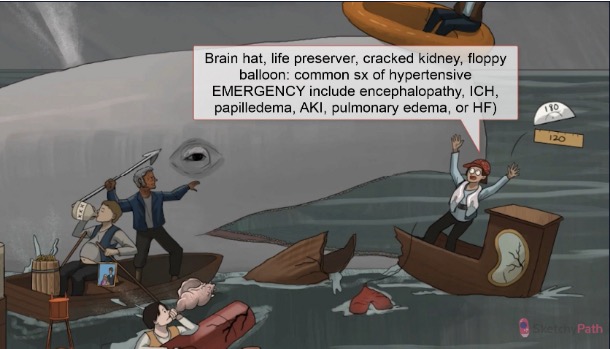 Brain hat, life preserver, cracked kidney, floppy
balloon: common sx of hypertensive
EMERGENCY include encephalopathy, ICH,
papilledema, AKI, pulmonary edema, or HF)
180
120
SketchyPath